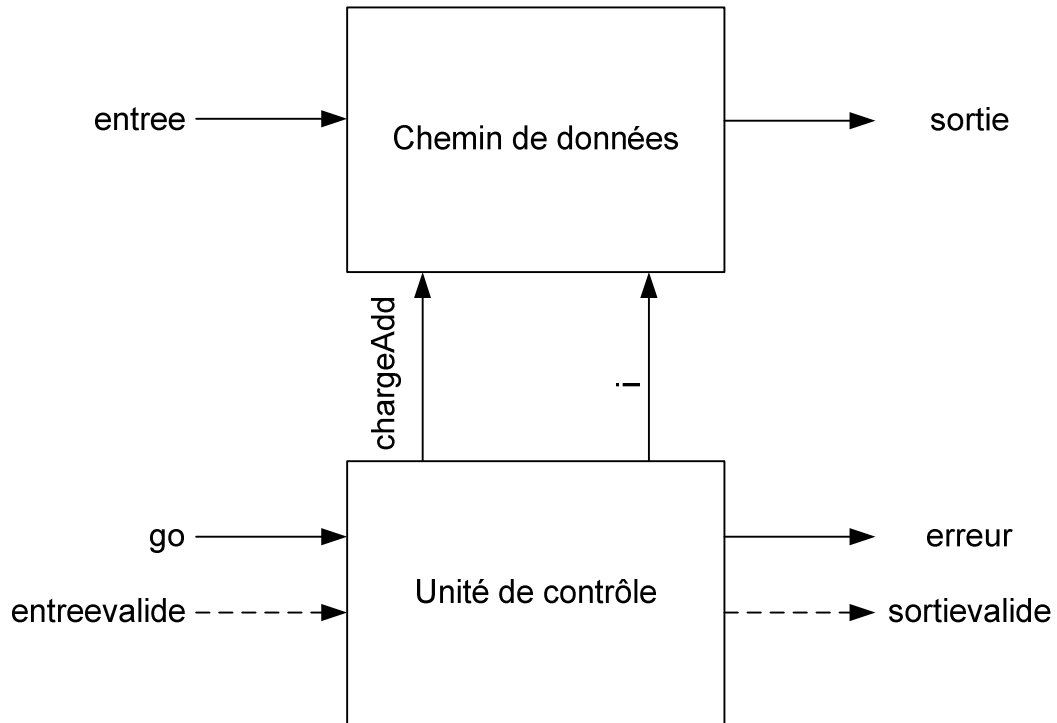 entree
Chemin de données
sortie
chargeAdd
i
go
erreur
Unité de contrôle
entreevalide
sortievalide